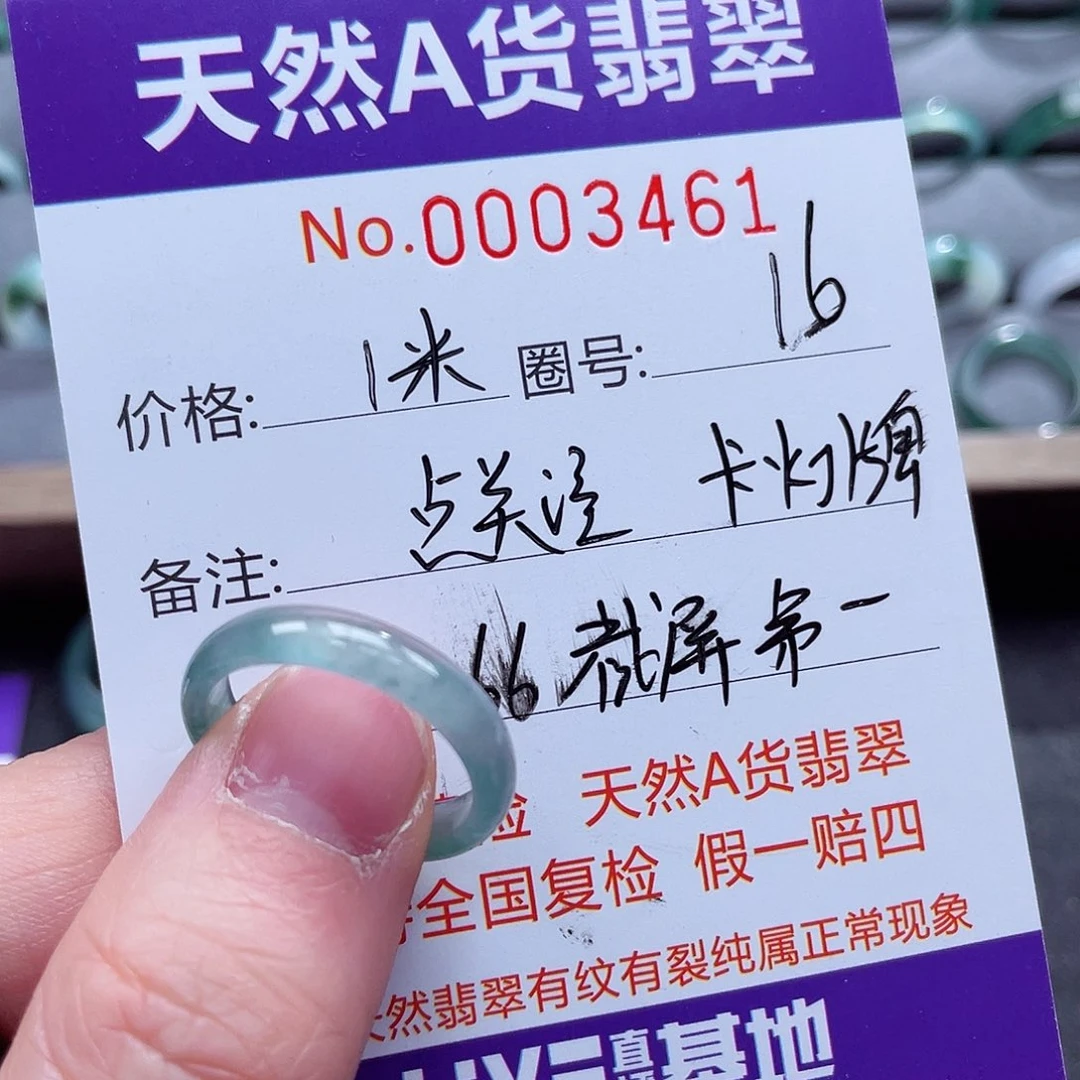 天然A货翡翠
No.0003461
价格: 1米 圈号: 16
备注: 点关注 卡灯牌
66 截屏第一
检 天然A货翡翠
全国复检 假一赔四
然翡翠有纹有裂纯属正常现象
基地